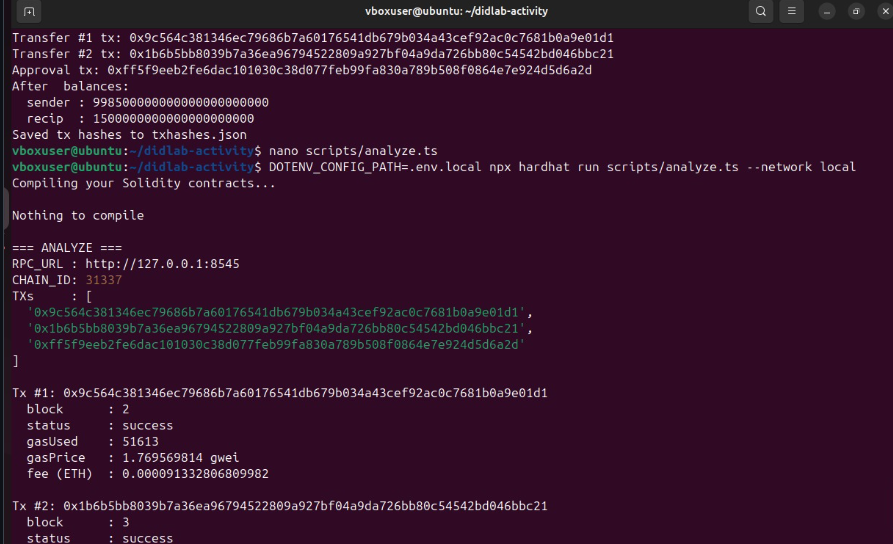 vboxuser@ubuntu: ~/didlab-activity
Transfer #1 tx: 0x9c564c381346ec79686b7a60176541db679b034a43cef92ac0c7681b0a9e01d1
Transfer #2 tx: 0x1b6b5bb8039b7a36ea96794522809a927bf04a9da726bb80c54542bd046bbc21
Approval tx: 0xff5f9eeb2fe6dac101030c38d077feb99fa830a789b508f0864e7e924d5d6a2d
After  balances:
  sender : 998500000000000000000000
  recip  : 1500000000000000000000
Saved tx hashes to txhashes.json
vboxuser@ubuntu:~/didlab-activity$ nano scripts/analyze.ts
vboxuser@ubuntu:~/didlab-activity$ DOTENV_CONFIG_PATH=.env.local npx hardhat run scripts/analyze.ts --network local
Compiling your Solidity contracts...
Nothing to compile
=== ANALYZE ===
RPC_URL : http://127.0.0.1:8545
CHAIN_ID: 31337
TXs     : [
  '0x9c564c381346ec79686b7a60176541db679b034a43cef92ac0c7681b0a9e01d1',
  '0x1b6b5bb8039b7a36ea96794522809a927bf04a9da726bb80c54542bd046bbc21',
  '0xff5f9eeb2fe6dac101030c38d077feb99fa830a789b508f0864e7e924d5d6a2d'
]
Tx #1: 0x9c564c381346ec79686b7a60176541db679b034a43cef92ac0c7681b0a9e01d1
  block      : 2
  status     : success
  gasUsed    : 51613
  gasPrice   : 1.769569814 gwei
  fee (ETH)  : 0.000091332806809982
Tx #2: 0x1b6b5bb8039b7a36ea96794522809a927bf04a9da726bb80c54542bd046bbc21
  block      : 3
  status     : success